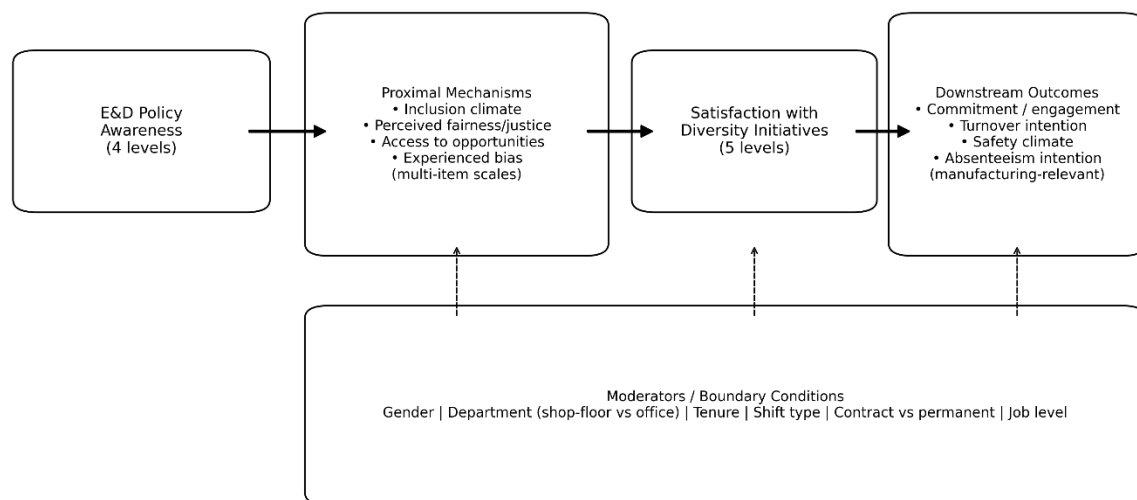 E&D Policy
Awareness
(4 levels)
Proximal Mechanisms
• Inclusion climate
• Perceived fairness/justice
• Access to opportunities
• Experienced bias
(multi-item scales)
Satisfaction with
Diversity Initiatives
(5 levels)
Downstream Outcomes
• Commitment / engagement
• Turnover intention
• Safety climate
• Absenteeism intention
(manufacturing-relevant)
Moderators / Boundary Conditions
Gender | Department (shop-floor vs office) | Tenure | Shift type | Contract vs permanent | Job level